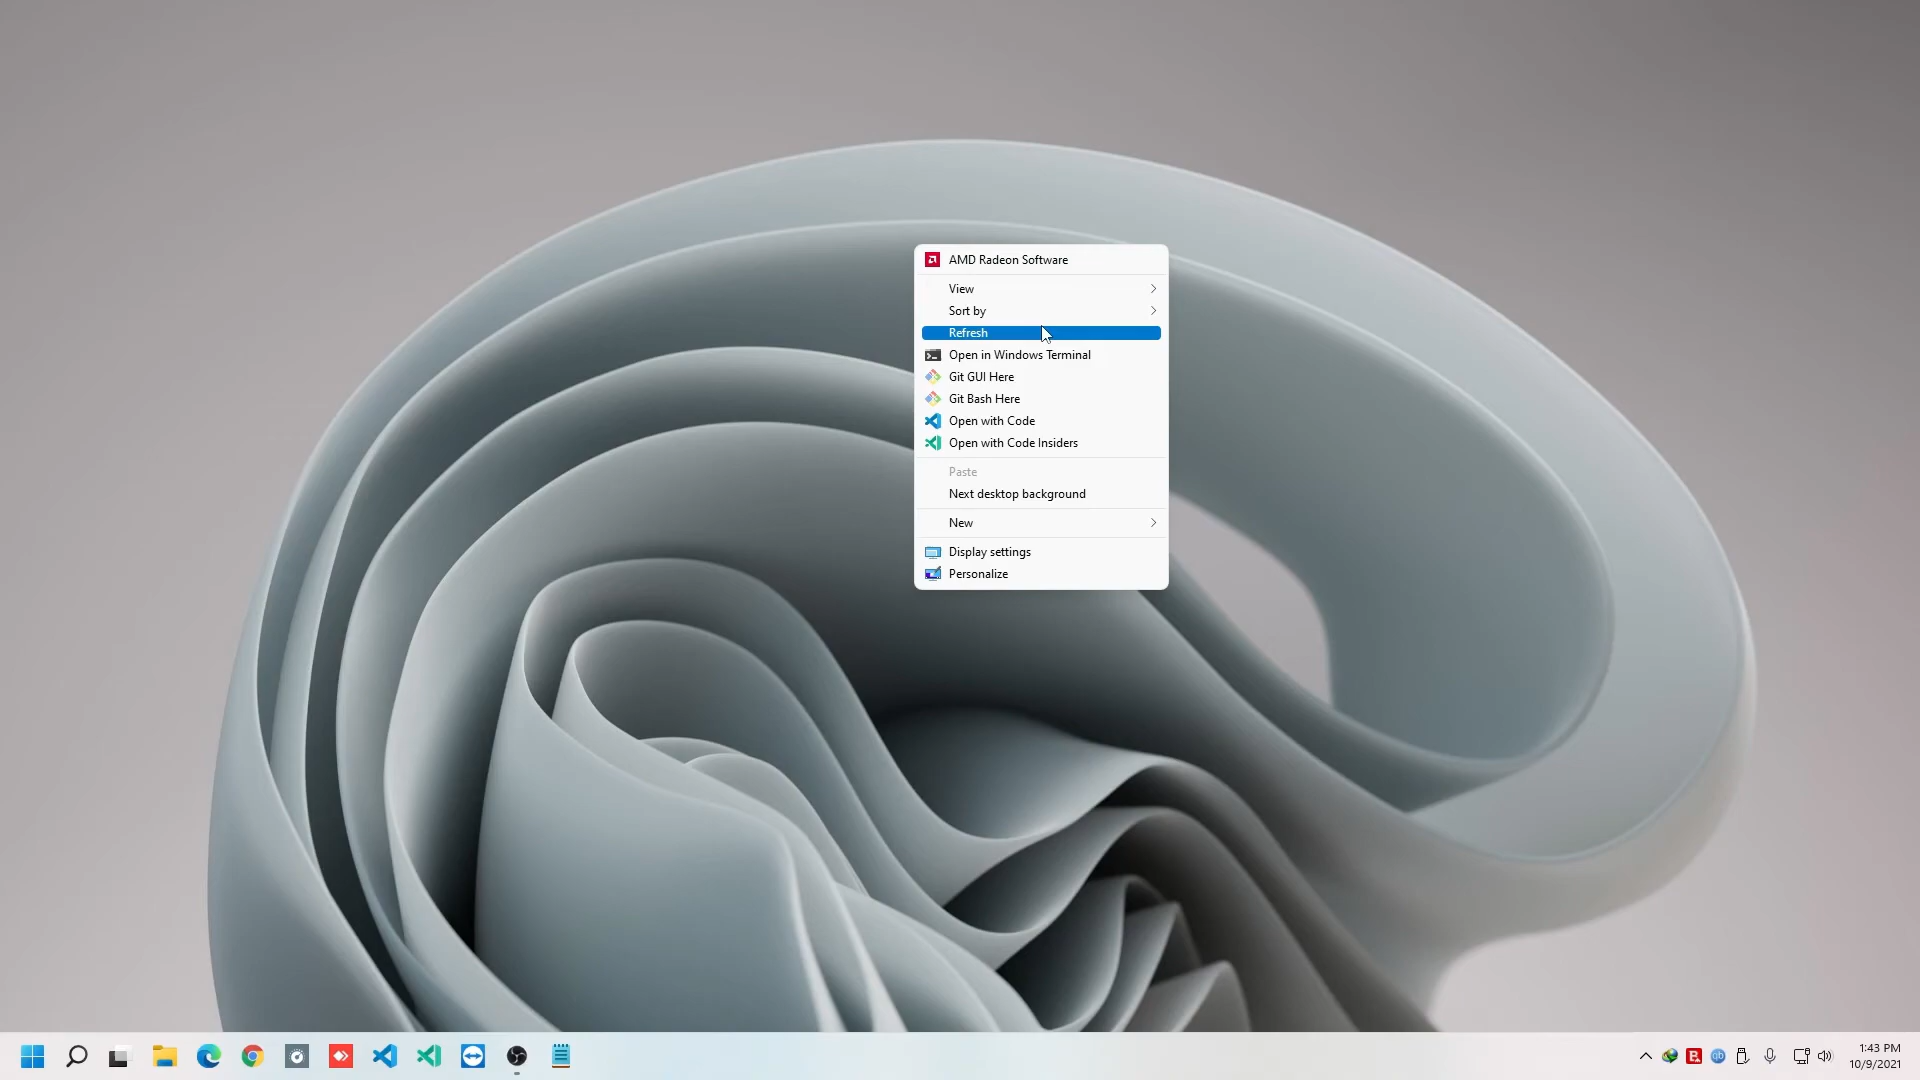 AMD Radeon Software
View
Sort by
Refresh
Open in Windows Terminal
Git GUI Here
Git Bash Here
Open with Code
Open with Code Insiders
Paste
Next desktop background
New
Display settings
Personalize
qb
1:43 PM
10/9/2021